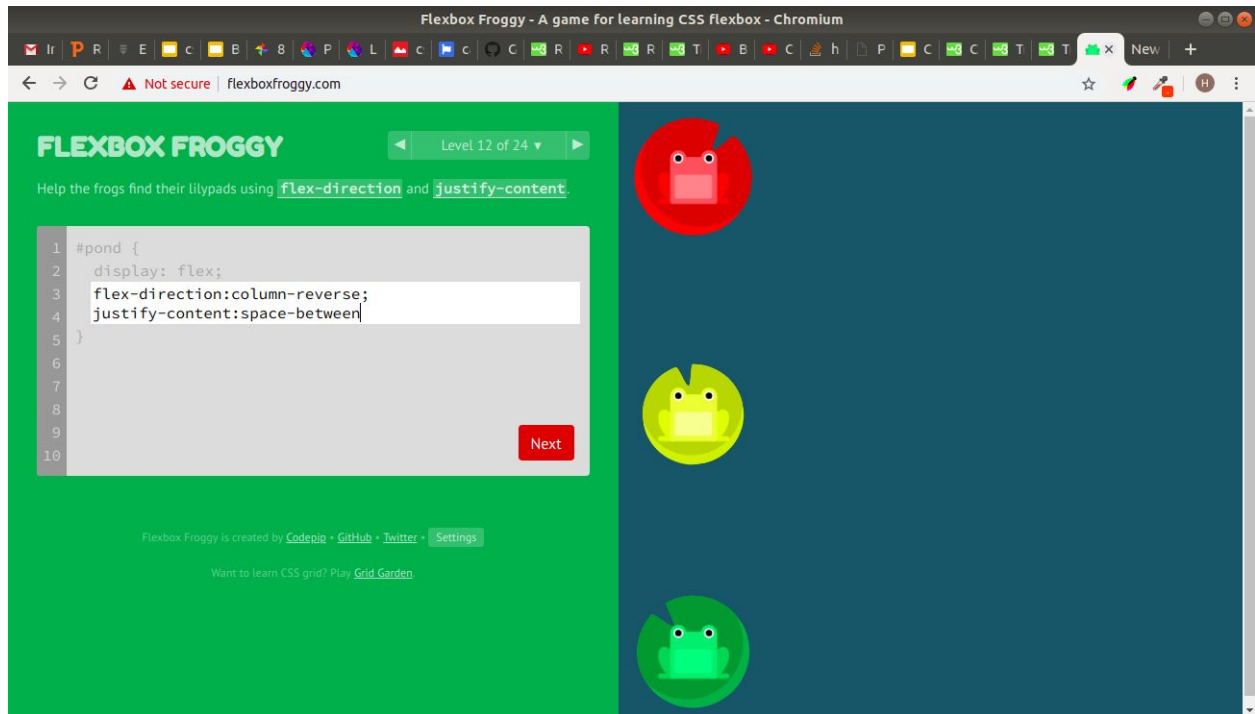 Flexbox Froggy - A game for learning CSS flexbox - Chromium
Ir R E c B 8 P L c c C R R R T B C h P C C T T × New +
Not secure | flexboxfroggy.com H
FLEXBOX FROGGY
◀ Level 12 of 24 ▼ ▶
Help the frogs find their lilypads using flex-direction and justify-content.
1 #pond {
2 display: flex;
3 flex-direction:column-reverse;
4 justify-content:space-between
5 }
6
7
8
9
10
Next
Flexbox Froggy is created by Codepip • GitHub • Twitter • Settings
Want to learn CSS grid? Play Grid Garden.